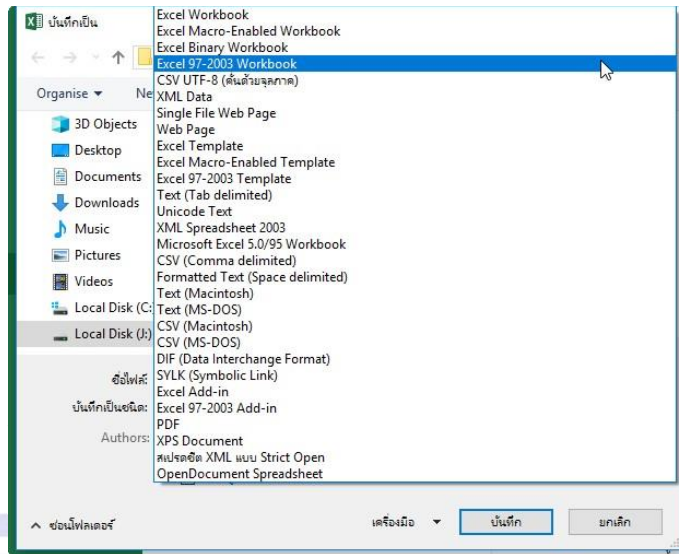 บันทึกเป็น
Excel Workbook
Excel Macro-Enabled Workbook
Excel Binary Workbook
Excel 97-2003 Workbook
CSV UTF-8 (คั่นด้วยจุลภาค)
XML Data
Single File Web Page
Web Page
Excel Template
Excel Macro-Enabled Template
Excel 97-2003 Template
Text (Tab delimited)
Unicode Text
XML Spreadsheet 2003
Microsoft Excel 5.0/95 Workbook
CSV (Comma delimited)
Formatted Text (Space delimited)
Text (Macintosh)
Text (MS-DOS)
CSV (Macintosh)
CSV (MS-DOS)
DIF (Data Interchange Format)
SYLK (Symbolic Link)
Excel Add-in
Excel 97-2003 Add-in
PDF
XPS Document
สเปรดชีต XML แบบ Strict Open
OpenDocument Spreadsheet
Organise
Ne
3D Objects
Desktop
Documents
Downloads
Music
Pictures
Videos
Local Disk (C:
Local Disk (J:)
ชื่อไฟล์:
บันทึกเป็นชนิด:
Authors:
ซ่อนโฟลเดอร์
เครื่องมือ
บันทึก
ยกเลิก